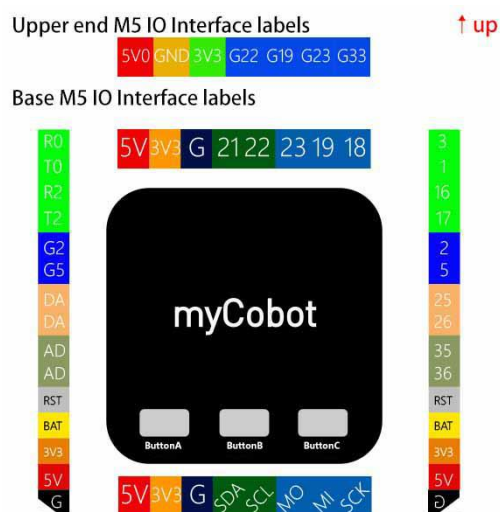 Upper end M5 IO Interface labels
↑ up
5V0 GND 3V3 G22 G19 G23 G33
Base M5 IO Interface labels
5V 3V3 G 21 22 23 19 18
R0
T0
R2
T2
G2
G5
DA
DA
AD
AD
RST
BAT
3V3
5V
G
myCobot
ButtonA ButtonB ButtonC
5V 3V3 G SDA SCL MO MI SCK
3
1
16
17
2
5
25
26
35
36
RST
BAT
3V3
5V
G